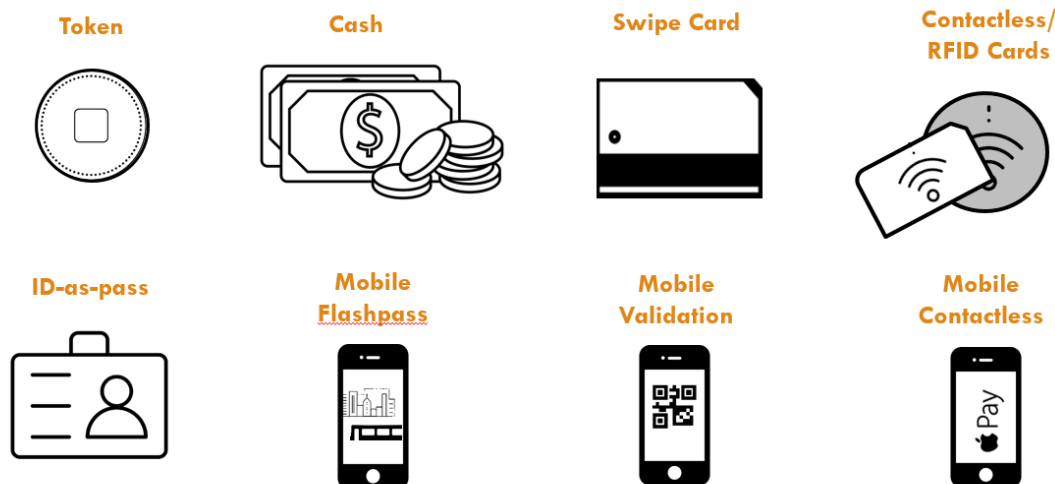 Token
Cash
Swipe Card
Contactless/
RFID Cards
$
ID-as-pass
Mobile
Flashpass
Mobile
Validation
Mobile
Contactless
Pay